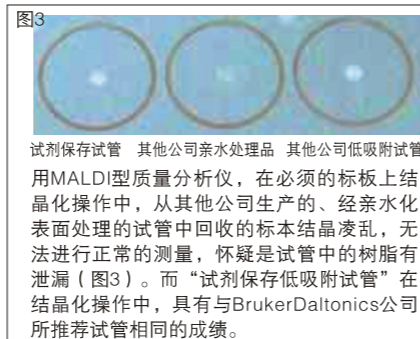 图3
试剂保存试管 其他公司亲水处理品 其他公司低吸附试管
用MALDI型质量分析仪，在必须的标板上结
晶化操作中，从其他公司生产的、经亲水化
表面处理的试管中回收的标本结晶凌乱，无
法进行正常的测量，怀疑是试管中的树脂有
泄漏（图3）。而“试剂保存低吸附试管”在
结晶化操作中，具有与BrukerDaltonics公司
所推荐试管相同的成绩。